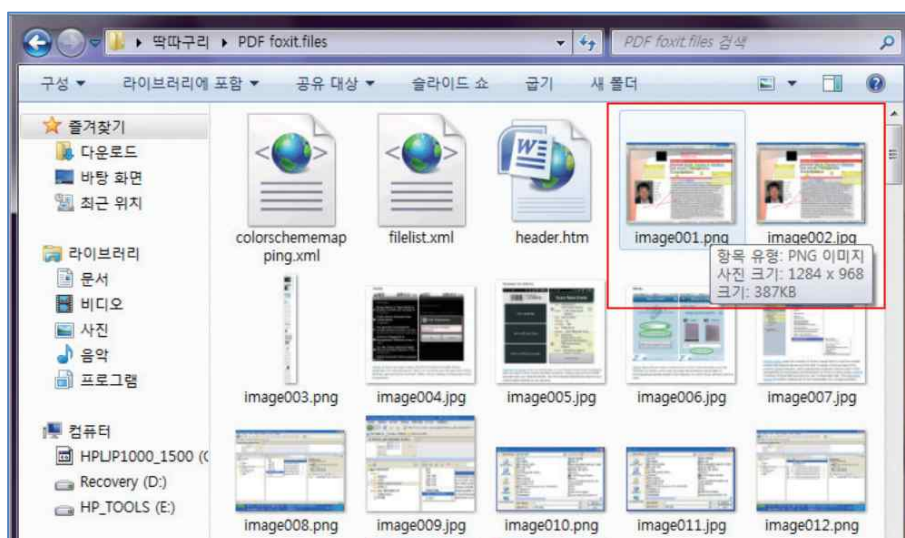 딱따구리 ▸ PDF foxit.files
PDF foxit.files 검색
구성 라이브러리에 포함 공유 대상 슬라이드 쇼 굽기 새 폴더
즐겨찾기
다운로드
바탕 화면
최근 위치
라이브러리
문서
비디오
사진
음악
프로그램
컴퓨터
HPLJP1000_1500 (
Recovery (D:)
HP_TOOLS (E:)
colorschememap
ping.xml
filelist.xml
header.htm
image001.png
image002.jpg
항목 유형: PNG 이미지
사진 크기: 1284 x 968
크기: 387KB
image003.png
image004.jpg
image005.jpg
image006.jpg
image007.jpg
image008.png
image009.jpg
image010.png
image011.jpg
image012.png